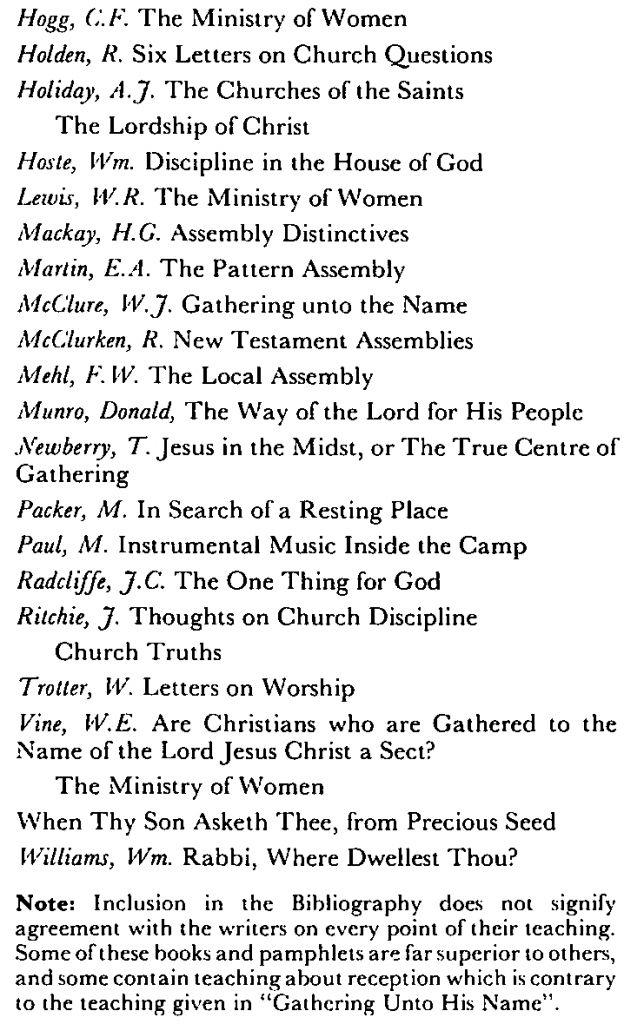 Hogg, C.F. The Ministry of Women
Holden, R. Six Letters on Church Questions
Holiday, A.J. The Churches of the Saints
The Lordship of Christ
Hoste, Wm. Discipline in the House of God
Lewis, W.R. The Ministry of Women
Mackay, H.G. Assembly Distinctives
Martin, E.A. The Pattern Assembly
McClure, W.J. Gathering unto the Name
McClurken, R. New Testament Assemblies
Mehl, F.W. The Local Assembly
Munro, Donald, The Way of the Lord for His People
Newberry, T. Jesus in the Midst, or The True Centre of
Gathering
Packer, M. In Search of a Resting Place
Paul, M. Instrumental Music Inside the Camp
Radcliffe, J.C. The One Thing for God
Ritchie, J. Thoughts on Church Discipline
Church Truths
Trotter, W. Letters on Worship
Vine, W.E. Are Christians who are Gathered to the
Name of the Lord Jesus Christ a Sect?
The Ministry of Women
When Thy Son Asketh Thee, from Precious Seed
Williams, Wm. Rabbi, Where Dwellest Thou?
Note: Inclusion in the Bibliography does not signify
agreement with the writers on every point of their teaching.
Some of these books and pamphlets are far superior to others,
and some contain teaching about reception which is contrary
to the teaching given in "Gathering Unto His Name".